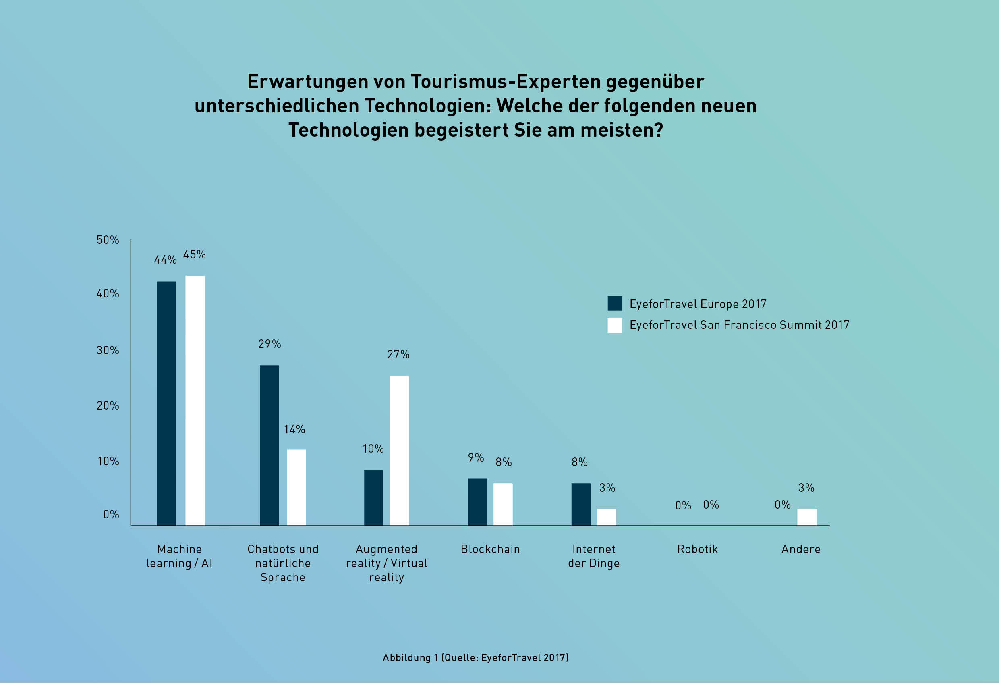 Erwartungen von Tourismus-Experten gegenüber
unterschiedlichen Technologien: Welche der folgenden neuen
Technologien begeistert Sie am meisten?
50%
40%
30%
20%
10%
0%
44%
45%
29%
14%
10%
27%
9%
8%
8%
3%
0%
0%
0%
3%
EyeforTravel Europe 2017
EyeforTravel San Francisco Summit 2017
Machine
learning / AI
Chatbots und
natürliche
Sprache
Augmented
reality / Virtual
reality
Blockchain
Internet
der Dinge
Robotik
Andere
Abbildung 1 (Quelle: EyeforTravel 2017)